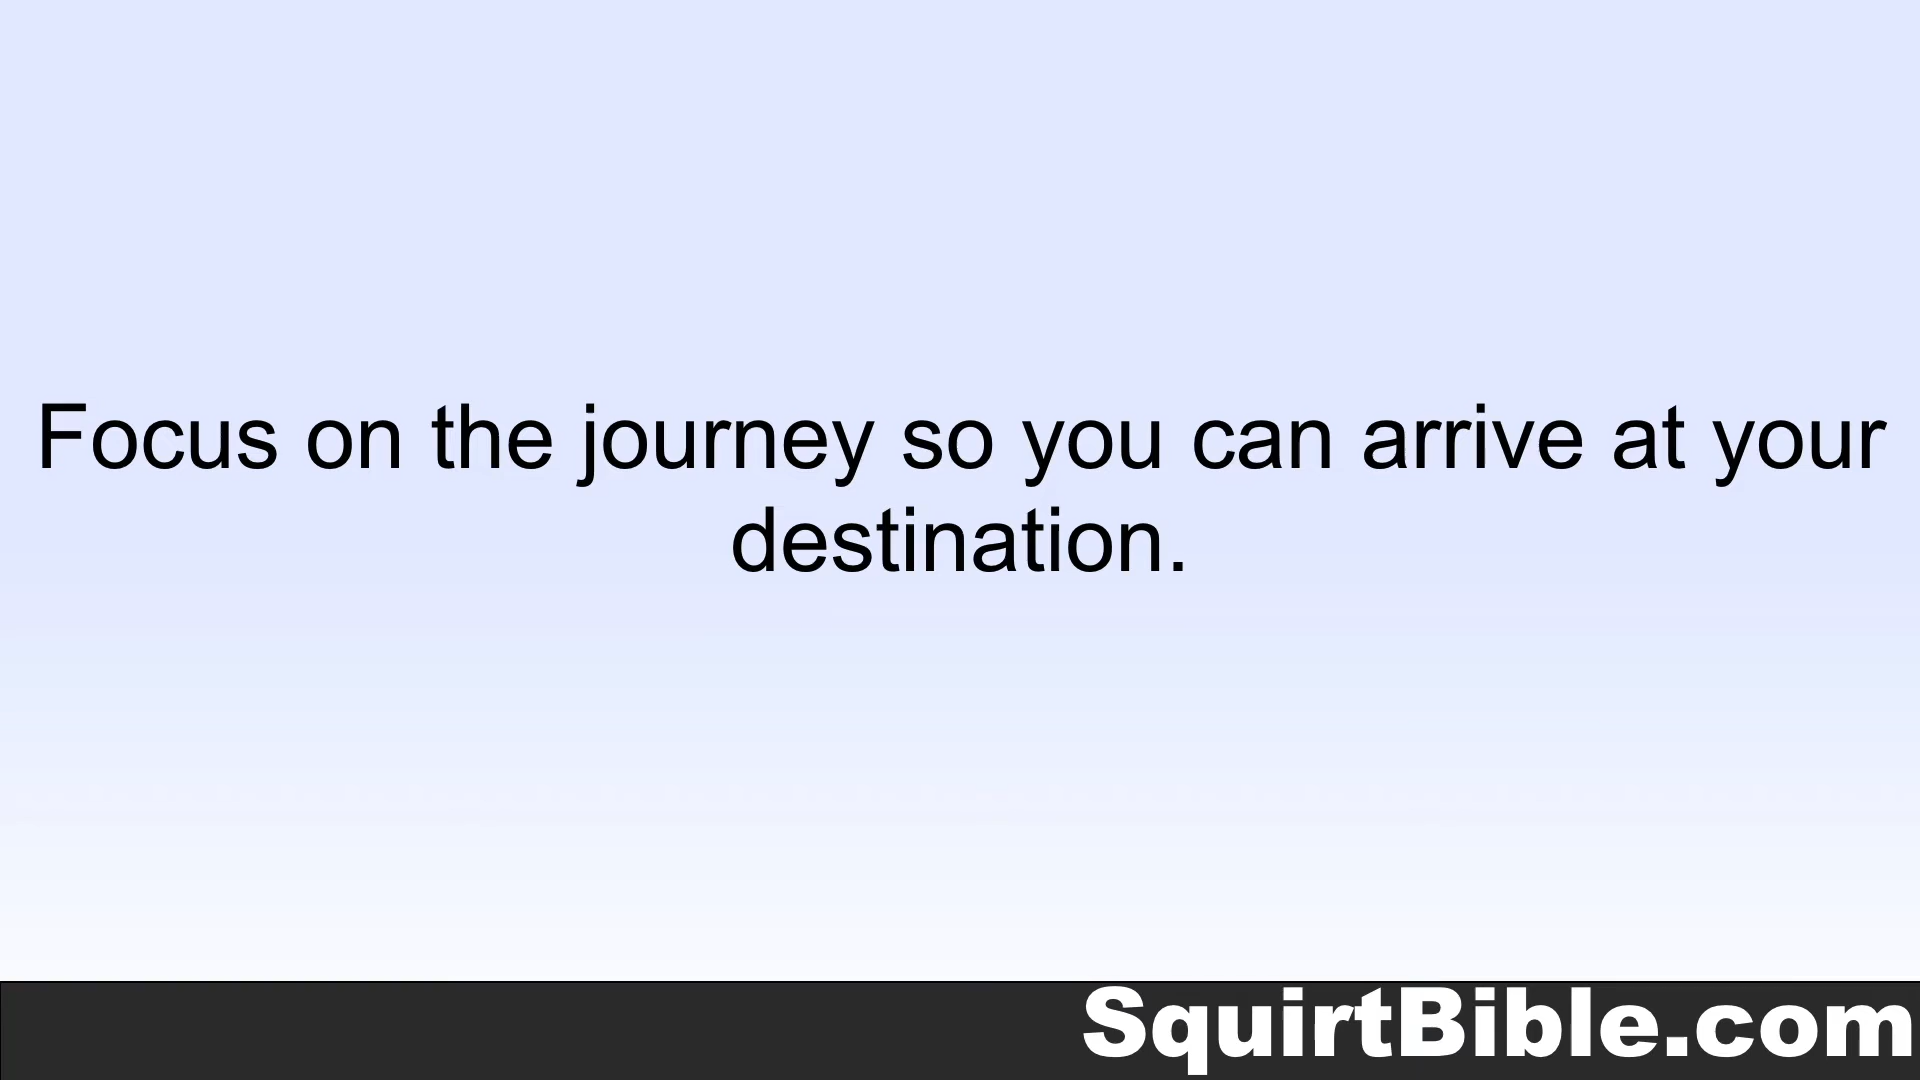 Focus on the journey so you can arrive at your
destination.
SquirtBible.com